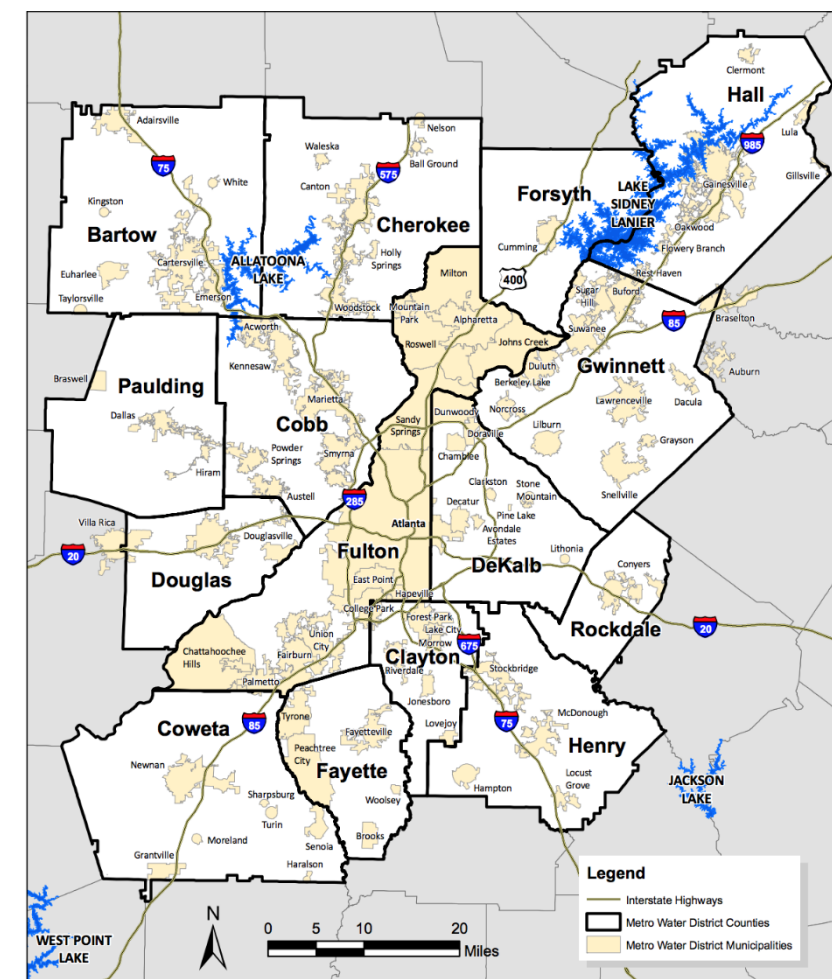 Clermont
Hall
Lula
985
Gillsville
Gainesville
Oakwood
Flowery Branch
Rest Haven
LAKE
SIDNEY
LANIER
Forsyth
Cumming
400
Adairsville
75
White
Kingston
Bartow
Cartersville
Euharlee
Emerson
Taylorsville
ALLATOONA
LAKE
Nelson
Waleska
Ball Ground
575
Canton
Cherokee
Holly
Springs
Woodstock
Milton
Mountain
Park
Alpharetta
Roswell
Johns Creek
Sugar
Hill
Buford
Suwanee
85
Braselton
Auburn
Gwinnett
Duluth
Berkeley Lake
Dacula
Lawrenceville
Norcross
Grayson
Lilburn
Snellville
Acworth
Kennesaw
Marietta
Cobb
Powder
Springs
Smyrna
Austell
285
Braswell
Paulding
Dallas
Hiram
Sandy
Springs
Dunwoody
Doraville
Chamblee
Clarkston
Stone
Mountain
Decatur
Pine Lake
Avondale
Estates
Lithonia
DeKalb
Atlanta
Fulton
East Point
Hapeville
College Park
Union
City
Fairburn
Chattahoochee
Hills
Palmetto
Villa Rica
20
Douglasville
Douglas
Conyers
Rockdale
20
Forest Park
Lake City
675
Morrow
Clayton
Riverdale
Jonesboro
Lovejoy
Stockbridge
McDonough
75
Henry
Locust
Grove
Hampton
Coweta
85
Newnan
Sharpsburg
Turin
Moreland
Senoia
Grantville
Haralson
Tyrone
Fayetteville
Peachtree
City
Fayette
Woolsey
Brooks
JACKSON
LAKE
WEST POINT
LAKE
N
0 5 10 20
Miles
Legend
Interstate Highways
Metro Water District Counties
Metro Water District Municipalities